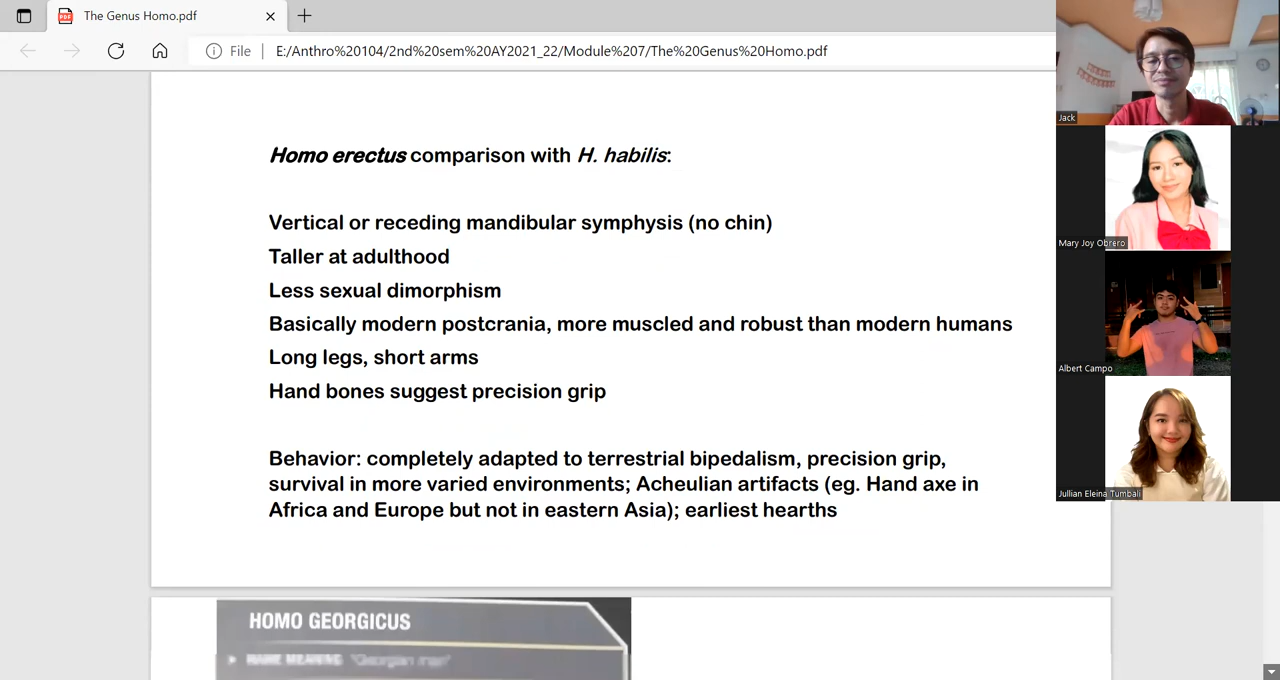 The Genus Homo.pdf
File
E:/Anthro%20104/2nd%20sem%20AY2021_22/Module%207/The%20Genus%20Homo.pdf
Homo erectus comparison with H. habilis:
Vertical or receding mandibular symphysis (no chin)
Taller at adulthood
Less sexual dimorphism
Basically modern postcrania, more muscled and robust than modern humans
Long legs, short arms
Hand bones suggest precision grip
Behavior: completely adapted to terrestrial bipedalism, precision grip,
survival in more varied environments; Acheulian artifacts (eg. Hand axe in
Africa and Europe but not in eastern Asia); earliest hearths
HOMO GEORGICUS
NAME MEANING "Georgian man"
Jack
Mary Joy Obrero
Albert Campo
Jullian Eleina Tumbali